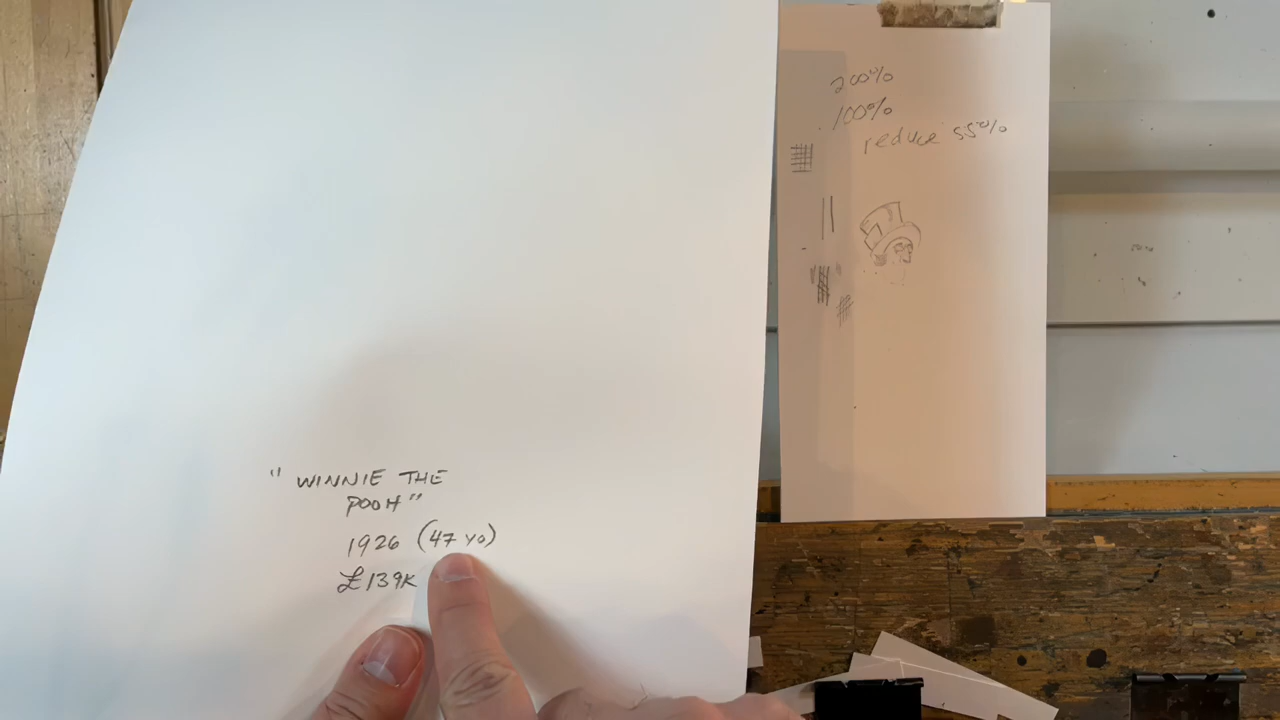 "WINNIE THE
POOH"
1926 (47 YO)
£139K
200%
100%
reduce 55%